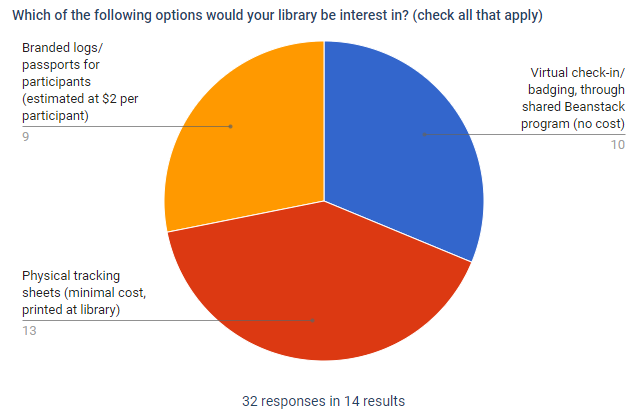 Which of the following options would your library be interest in? (check all that apply)
Branded logs/
passports for
participants
(estimated at $2 per
participant)
9
Virtual check-in/
badging, through
shared Beanstack
program (no cost)
10
Physical tracking
sheets (minimal cost,
printed at library)
13
32 responses in 14 results